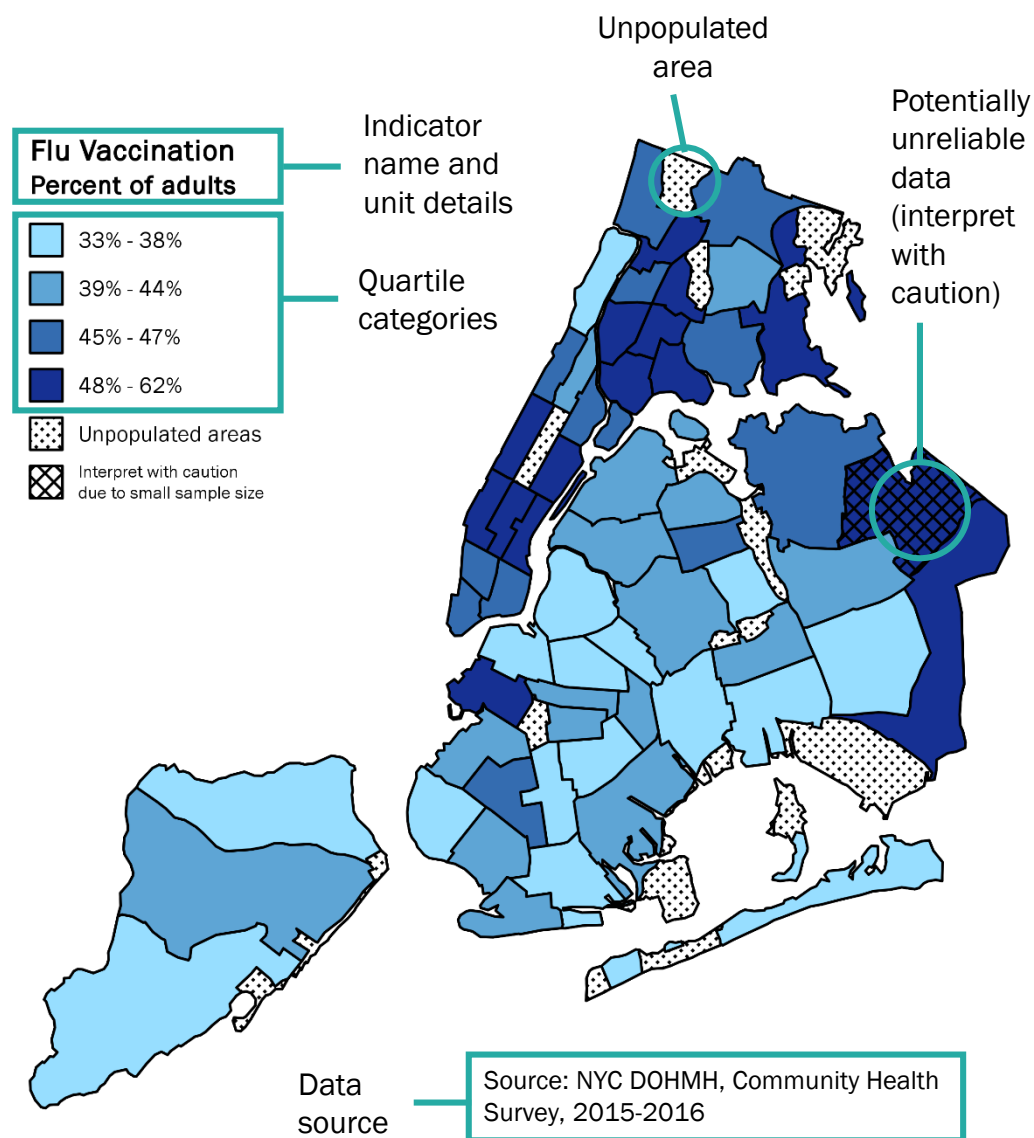 Unpopulated
area
Potentially
unreliable
data
(interpret
with
caution)
Flu Vaccination
Percent of adults
Indicator
name and
unit details
33% - 38%
39% - 44%
45% - 47%
48% - 62%
Quartile
categories
Unpopulated areas
Interpret with caution
due to small sample size
Data
source
Source: NYC DOHMH, Community Health
Survey, 2015-2016